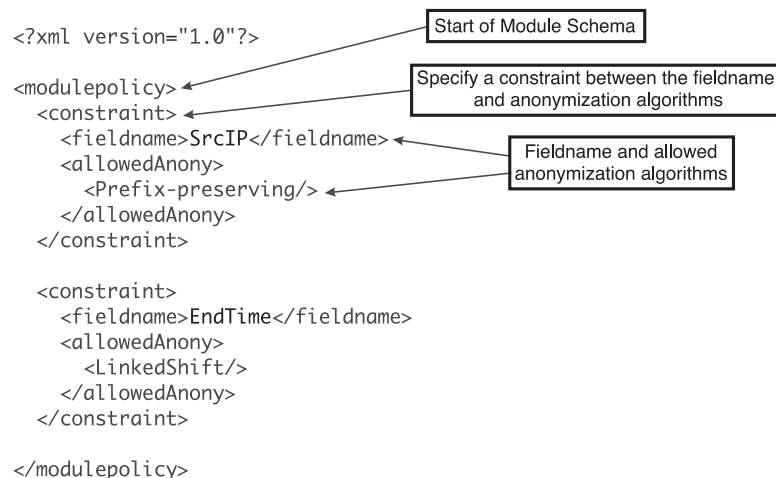 <?xml version="1.0"?>
Start of Module Schema
<modulepolicy>
Specify a constraint between the fieldname
and anonymization algorithms
<constraint>
<fieldname>SrcIP</fieldname>
Fieldname and allowed
anonymization algorithms
<allowedAnony>
<Prefix-preserving/>
</allowedAnony>
</constraint>
<constraint>
<fieldname>EndTime</fieldname>
<allowedAnony>
<LinkedShift/>
</allowedAnony>
</constraint>
</modulepolicy>